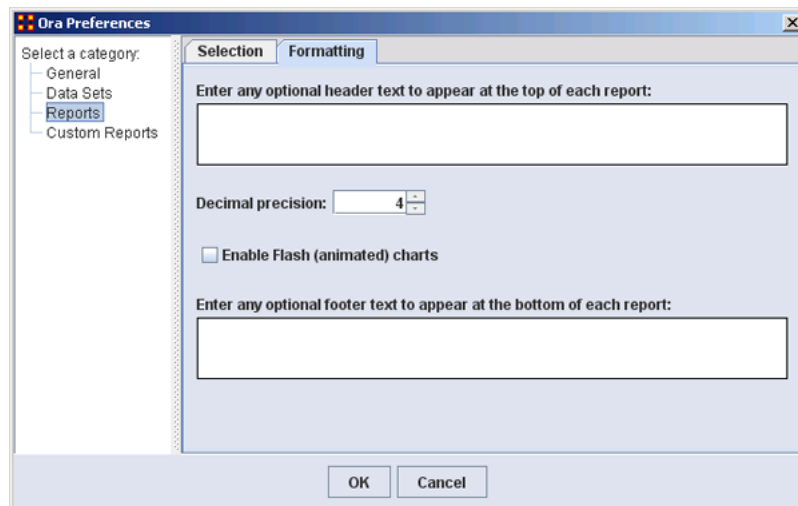 Ora Preferences
Select a category:
General
Data Sets
Reports
Custom Reports
Selection
Formatting
Enter any optional header text to appear at the top of each report:
Decimal precision:
4
Enable Flash (animated) charts
Enter any optional footer text to appear at the bottom of each report:
OK
Cancel